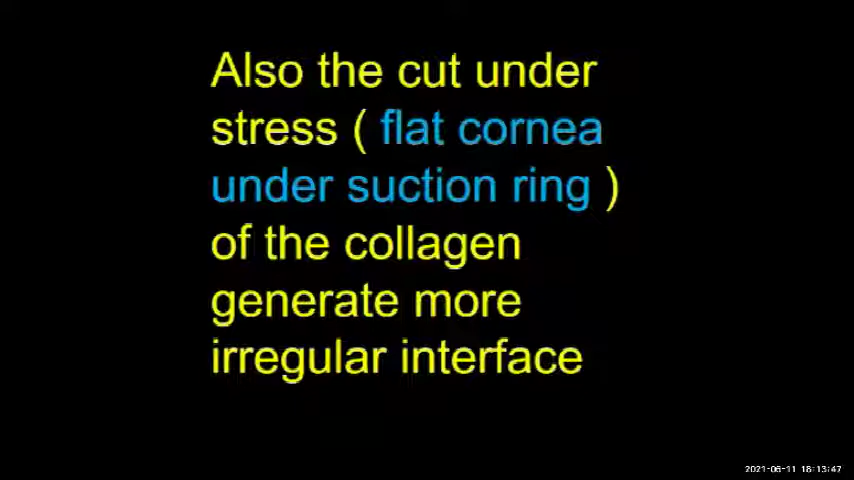 Also the cut under
stress ( flat cornea
under suction ring )
of the collagen
generate more
irregular interface
2021-06-11 18:13:47